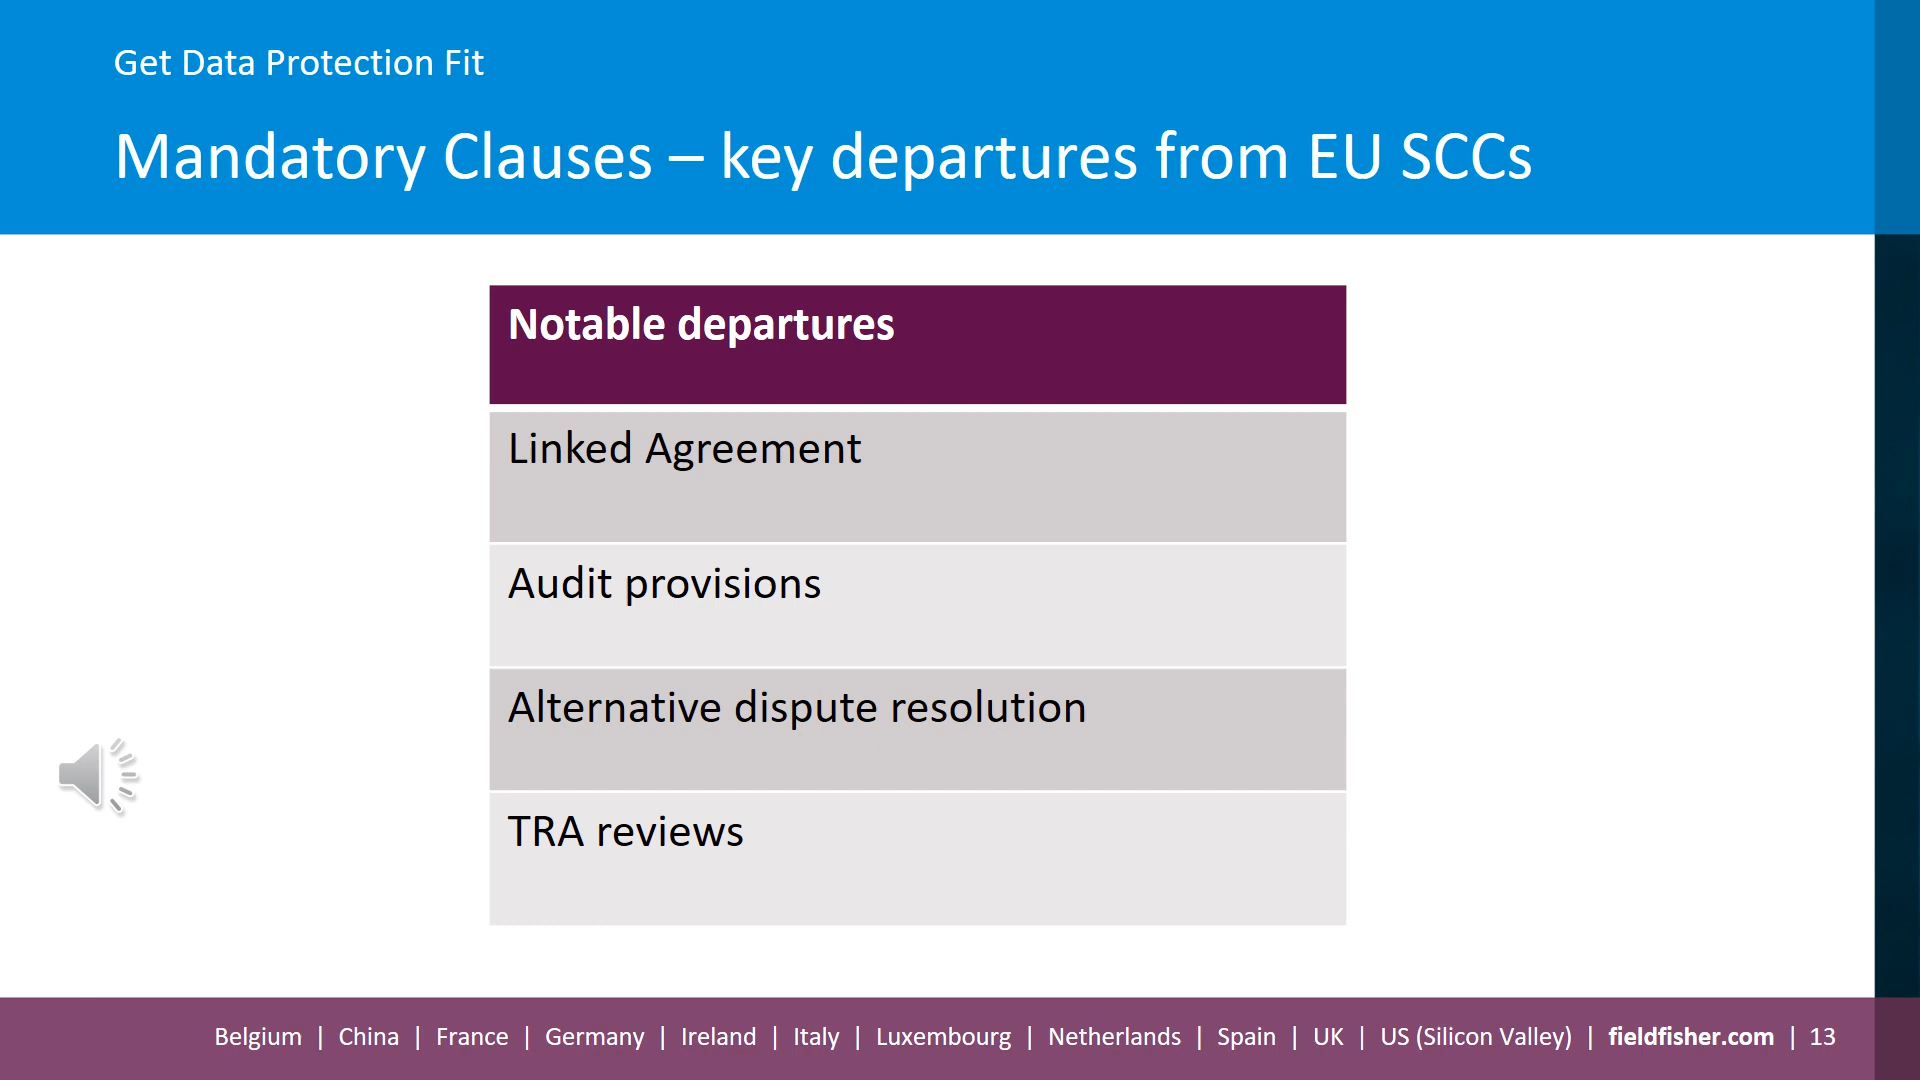 Get Data Protection Fit
Mandatory Clauses – key departures from EU SCCs
Notable departures
Linked Agreement
Audit provisions
Alternative dispute resolution
TRA reviews
Belgium | China | France | Germany | Ireland | Italy | Luxembourg | Netherlands | Spain | UK | US (Silicon Valley) | fieldfisher.com | 13